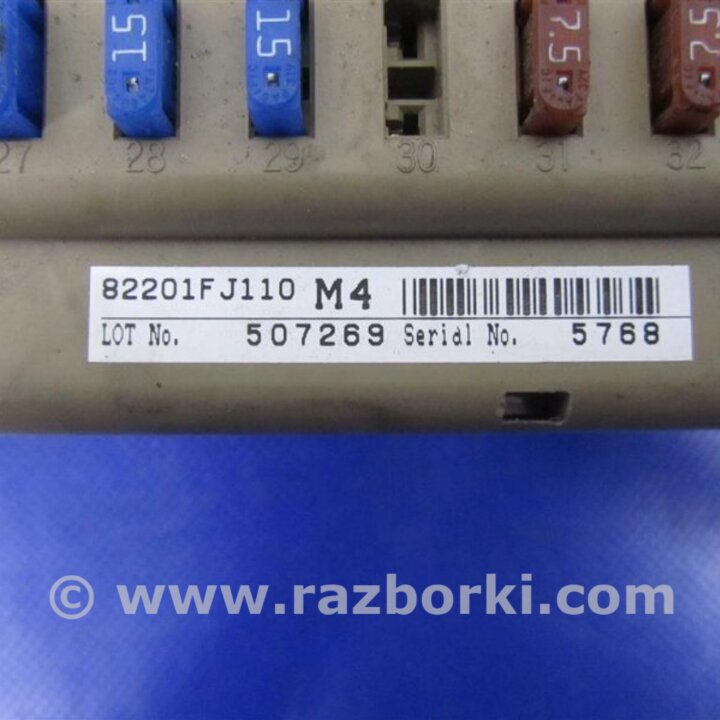 15 15 7.5
27 28 29 30 31 32
82201FJ110 M4
LOT No. 507269 Serial No. 5768
© www.razborki.com